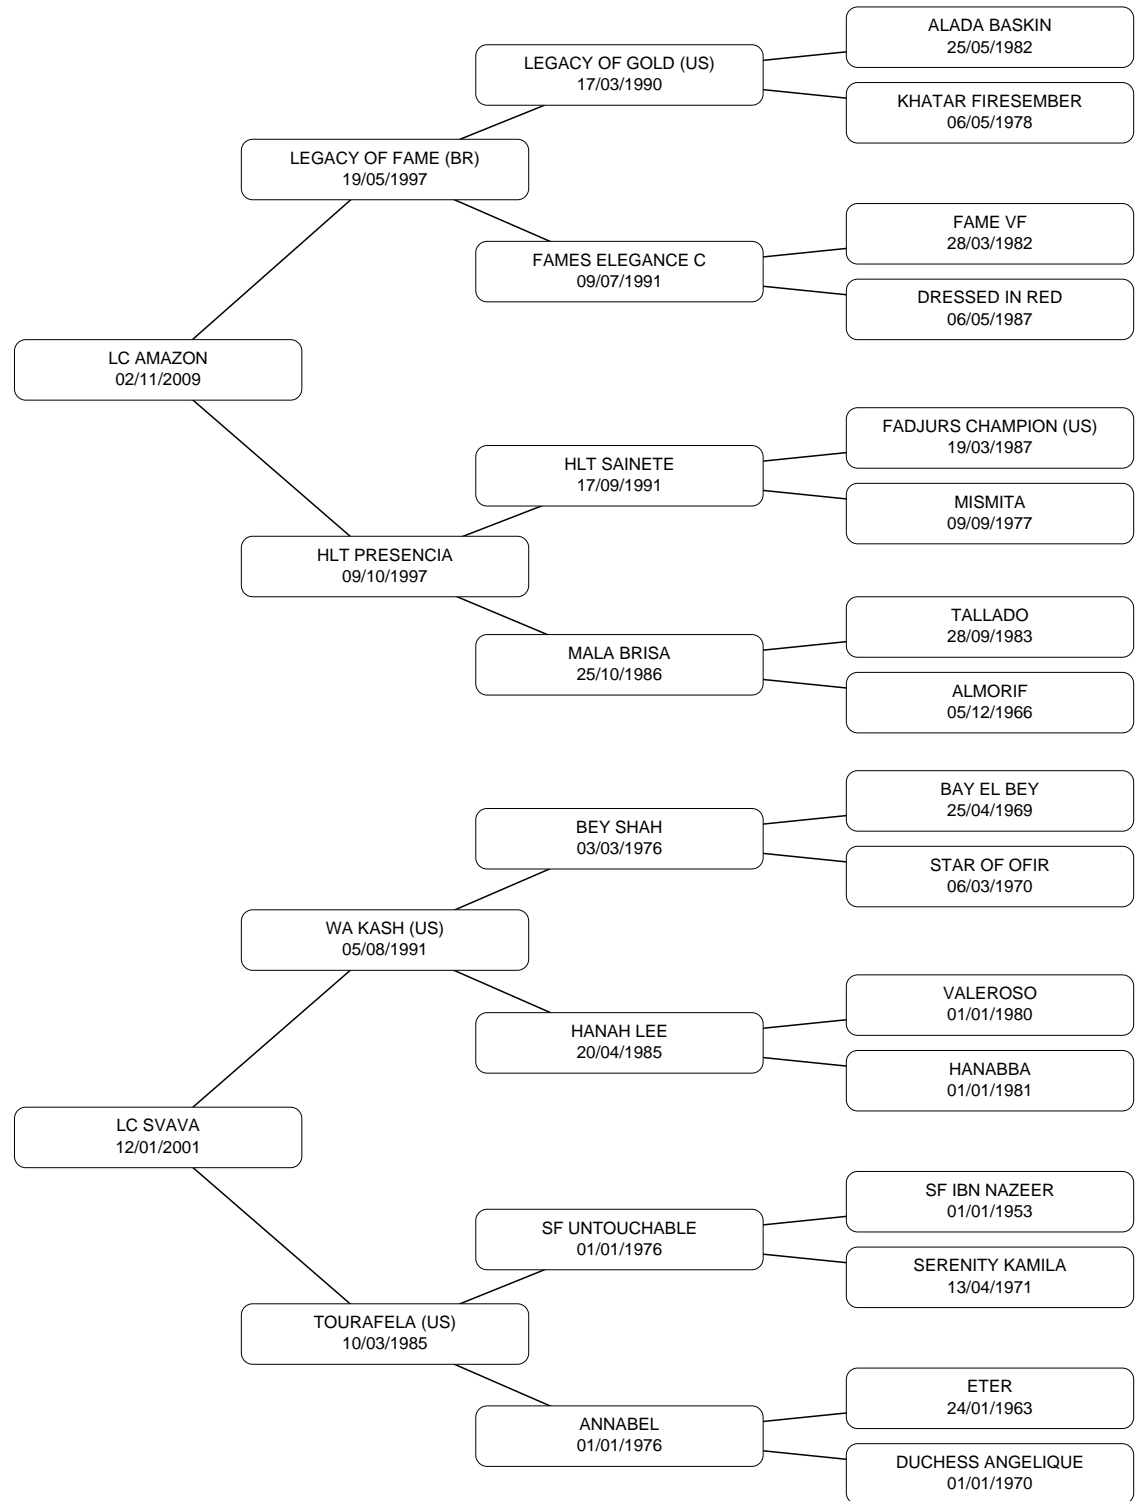 ALADA BASKIN
25/05/1982
LEGACY OF GOLD (US)
17/03/1990
KHATAR FIRESEMBER
06/05/1978
LEGACY OF FAME (BR)
19/05/1997
FAME VF
28/03/1982
FAMES ELEGANCE C
09/07/1991
DRESSED IN RED
06/05/1987
LC AMAZON
02/11/2009
FADJURS CHAMPION (US)
19/03/1987
HLT SAINETE
17/09/1991
MISMITA
09/09/1977
HLT PRESENCIA
09/10/1997
TALLADO
28/09/1983
MALA BRISA
25/10/1986
ALMORIF
05/12/1966
BAY EL BEY
25/04/1969
BEY SHAH
03/03/1976
STAR OF OFIR
06/03/1970
WA KASH (US)
05/08/1991
VALEROSO
01/01/1980
HANAH LEE
20/04/1985
HANABBA
01/01/1981
LC SVAVA
12/01/2001
SF IBN NAZEER
01/01/1953
SF UNTOUCHABLE
01/01/1976
SERENITY KAMILA
13/04/1971
TOURAFELA (US)
10/03/1985
ETER
24/01/1963
ANNABEL
01/01/1976
DUCHESS ANGELIQUE
01/01/1970